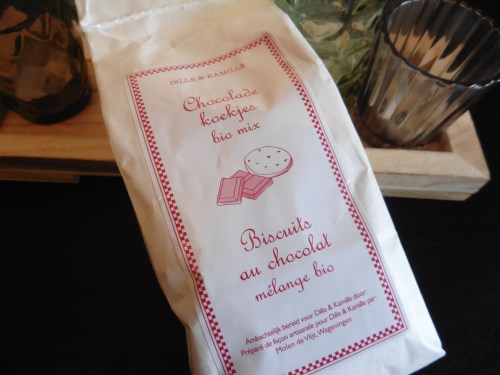 DILLE & KAMILLE
Chocolade
koekjes
bio mix
Biscuits
au chocolat
mélange bio
Ambachtelijk bereid voor Dille & Kamille door:
Préparé de façon artisanale pour Dille & Kamille par:
Molen de Vlijt, Wageningen